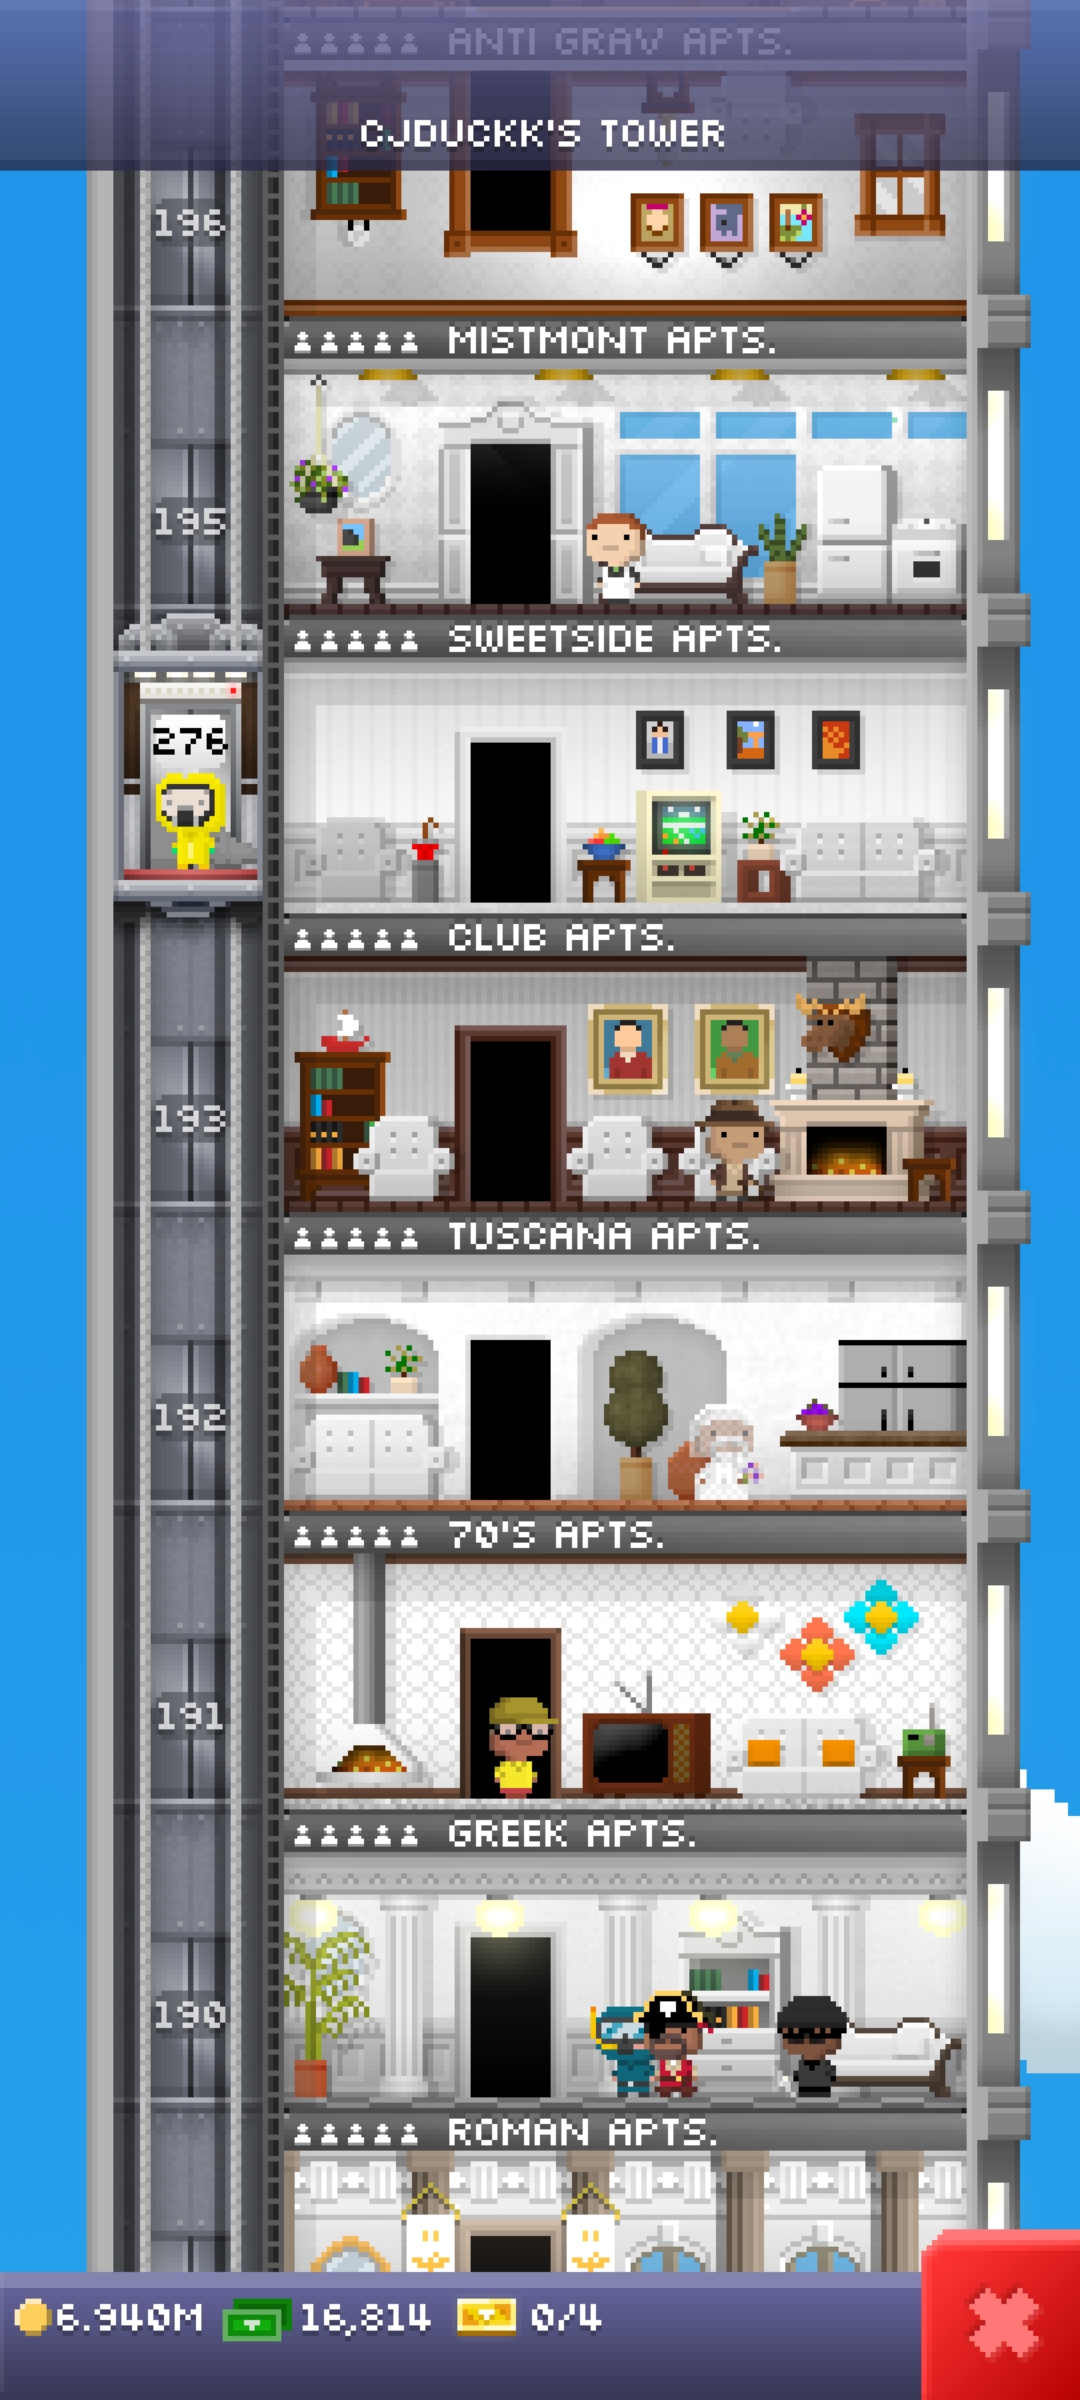 ANTI GRAV APTS.
CJDUCKK'S TOWER
196
MISTMONT APTS.
195
SWEETSIDE APTS.
276
CLUB APTS.
193
TUSCANA APTS.
192
70'S APTS.
191
GREEK APTS.
190
ROMAN APTS.
6.940M 16,814 0/4